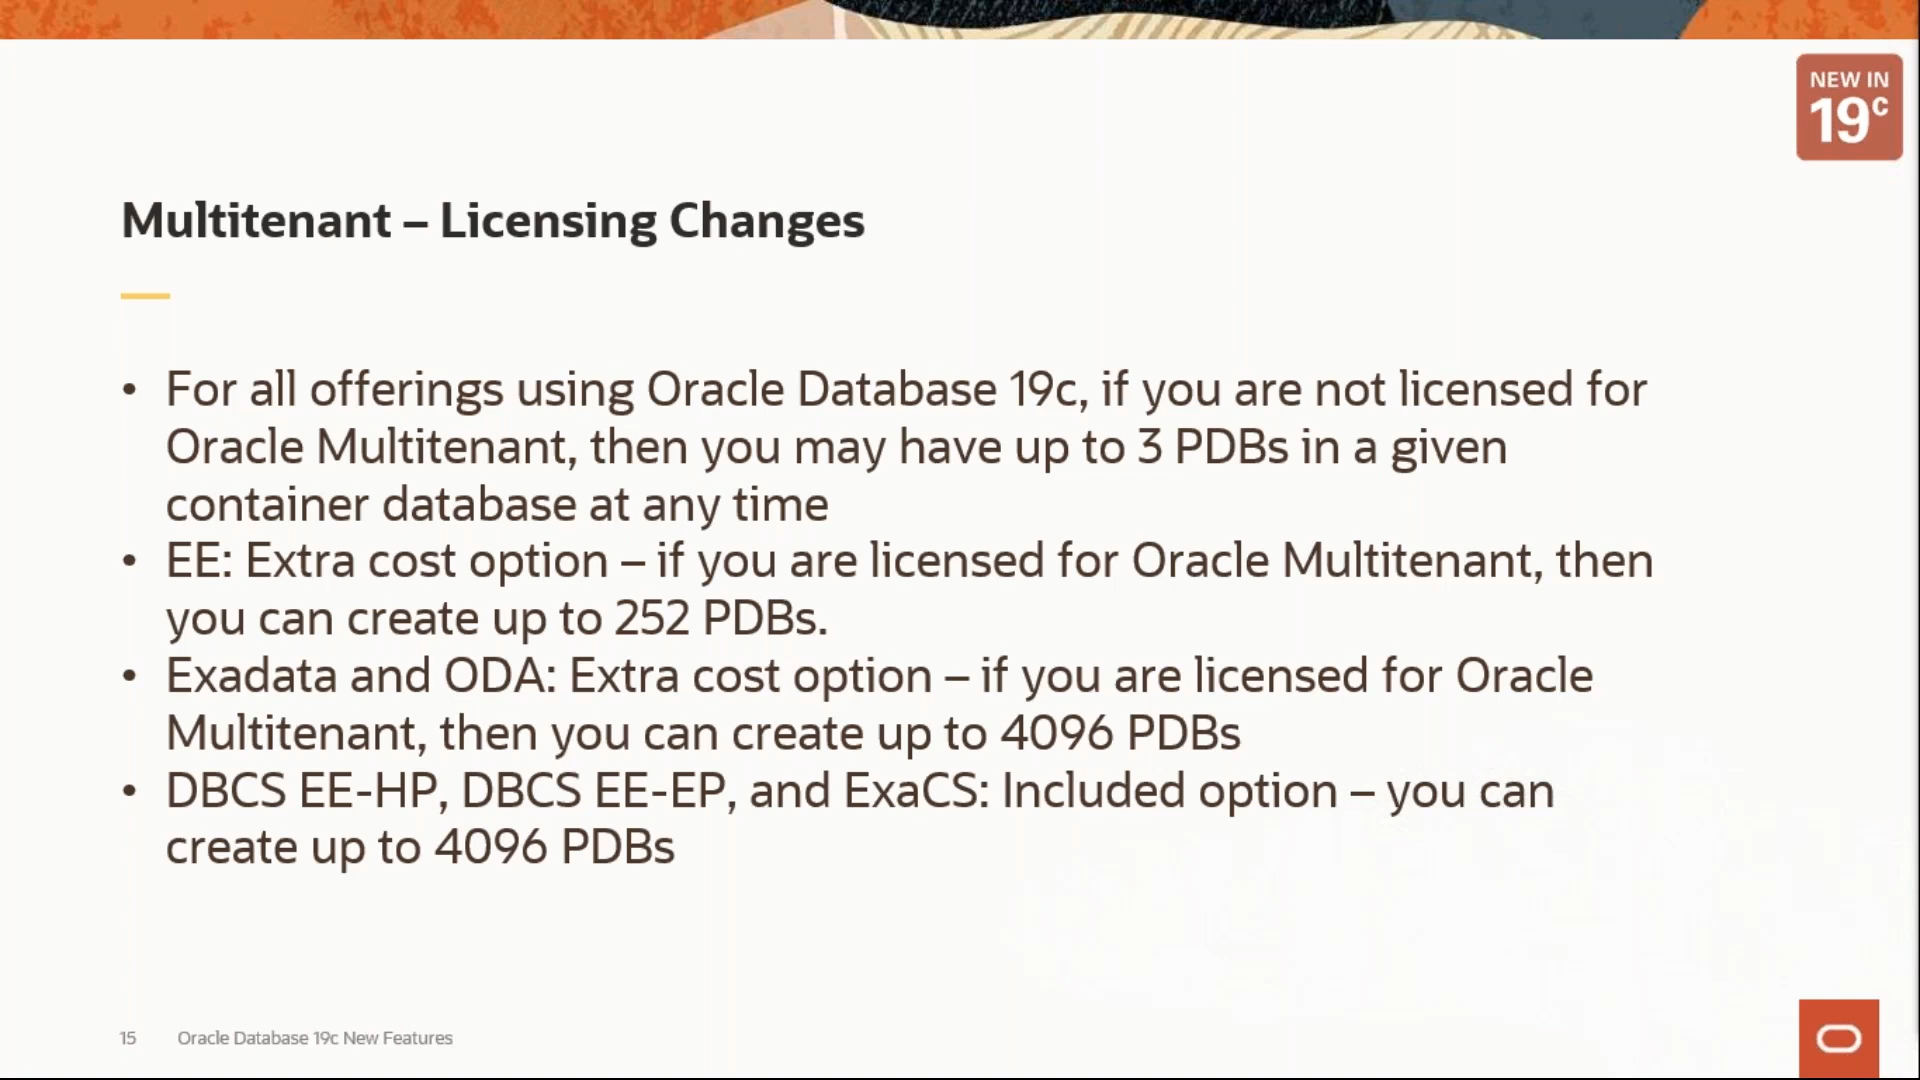 NEW IN
19c
Multitenant – Licensing Changes
• For all offerings using Oracle Database 19c, if you are not licensed for
Oracle Multitenant, then you may have up to 3 PDBs in a given
container database at any time
• EE: Extra cost option – if you are licensed for Oracle Multitenant, then
you can create up to 252 PDBs.
• Exadata and ODA: Extra cost option – if you are licensed for Oracle
Multitenant, then you can create up to 4096 PDBs
• DBCS EE-HP, DBCS EE-EP, and ExaCS: Included option – you can
create up to 4096 PDBs
15 Oracle Database 19c New Features